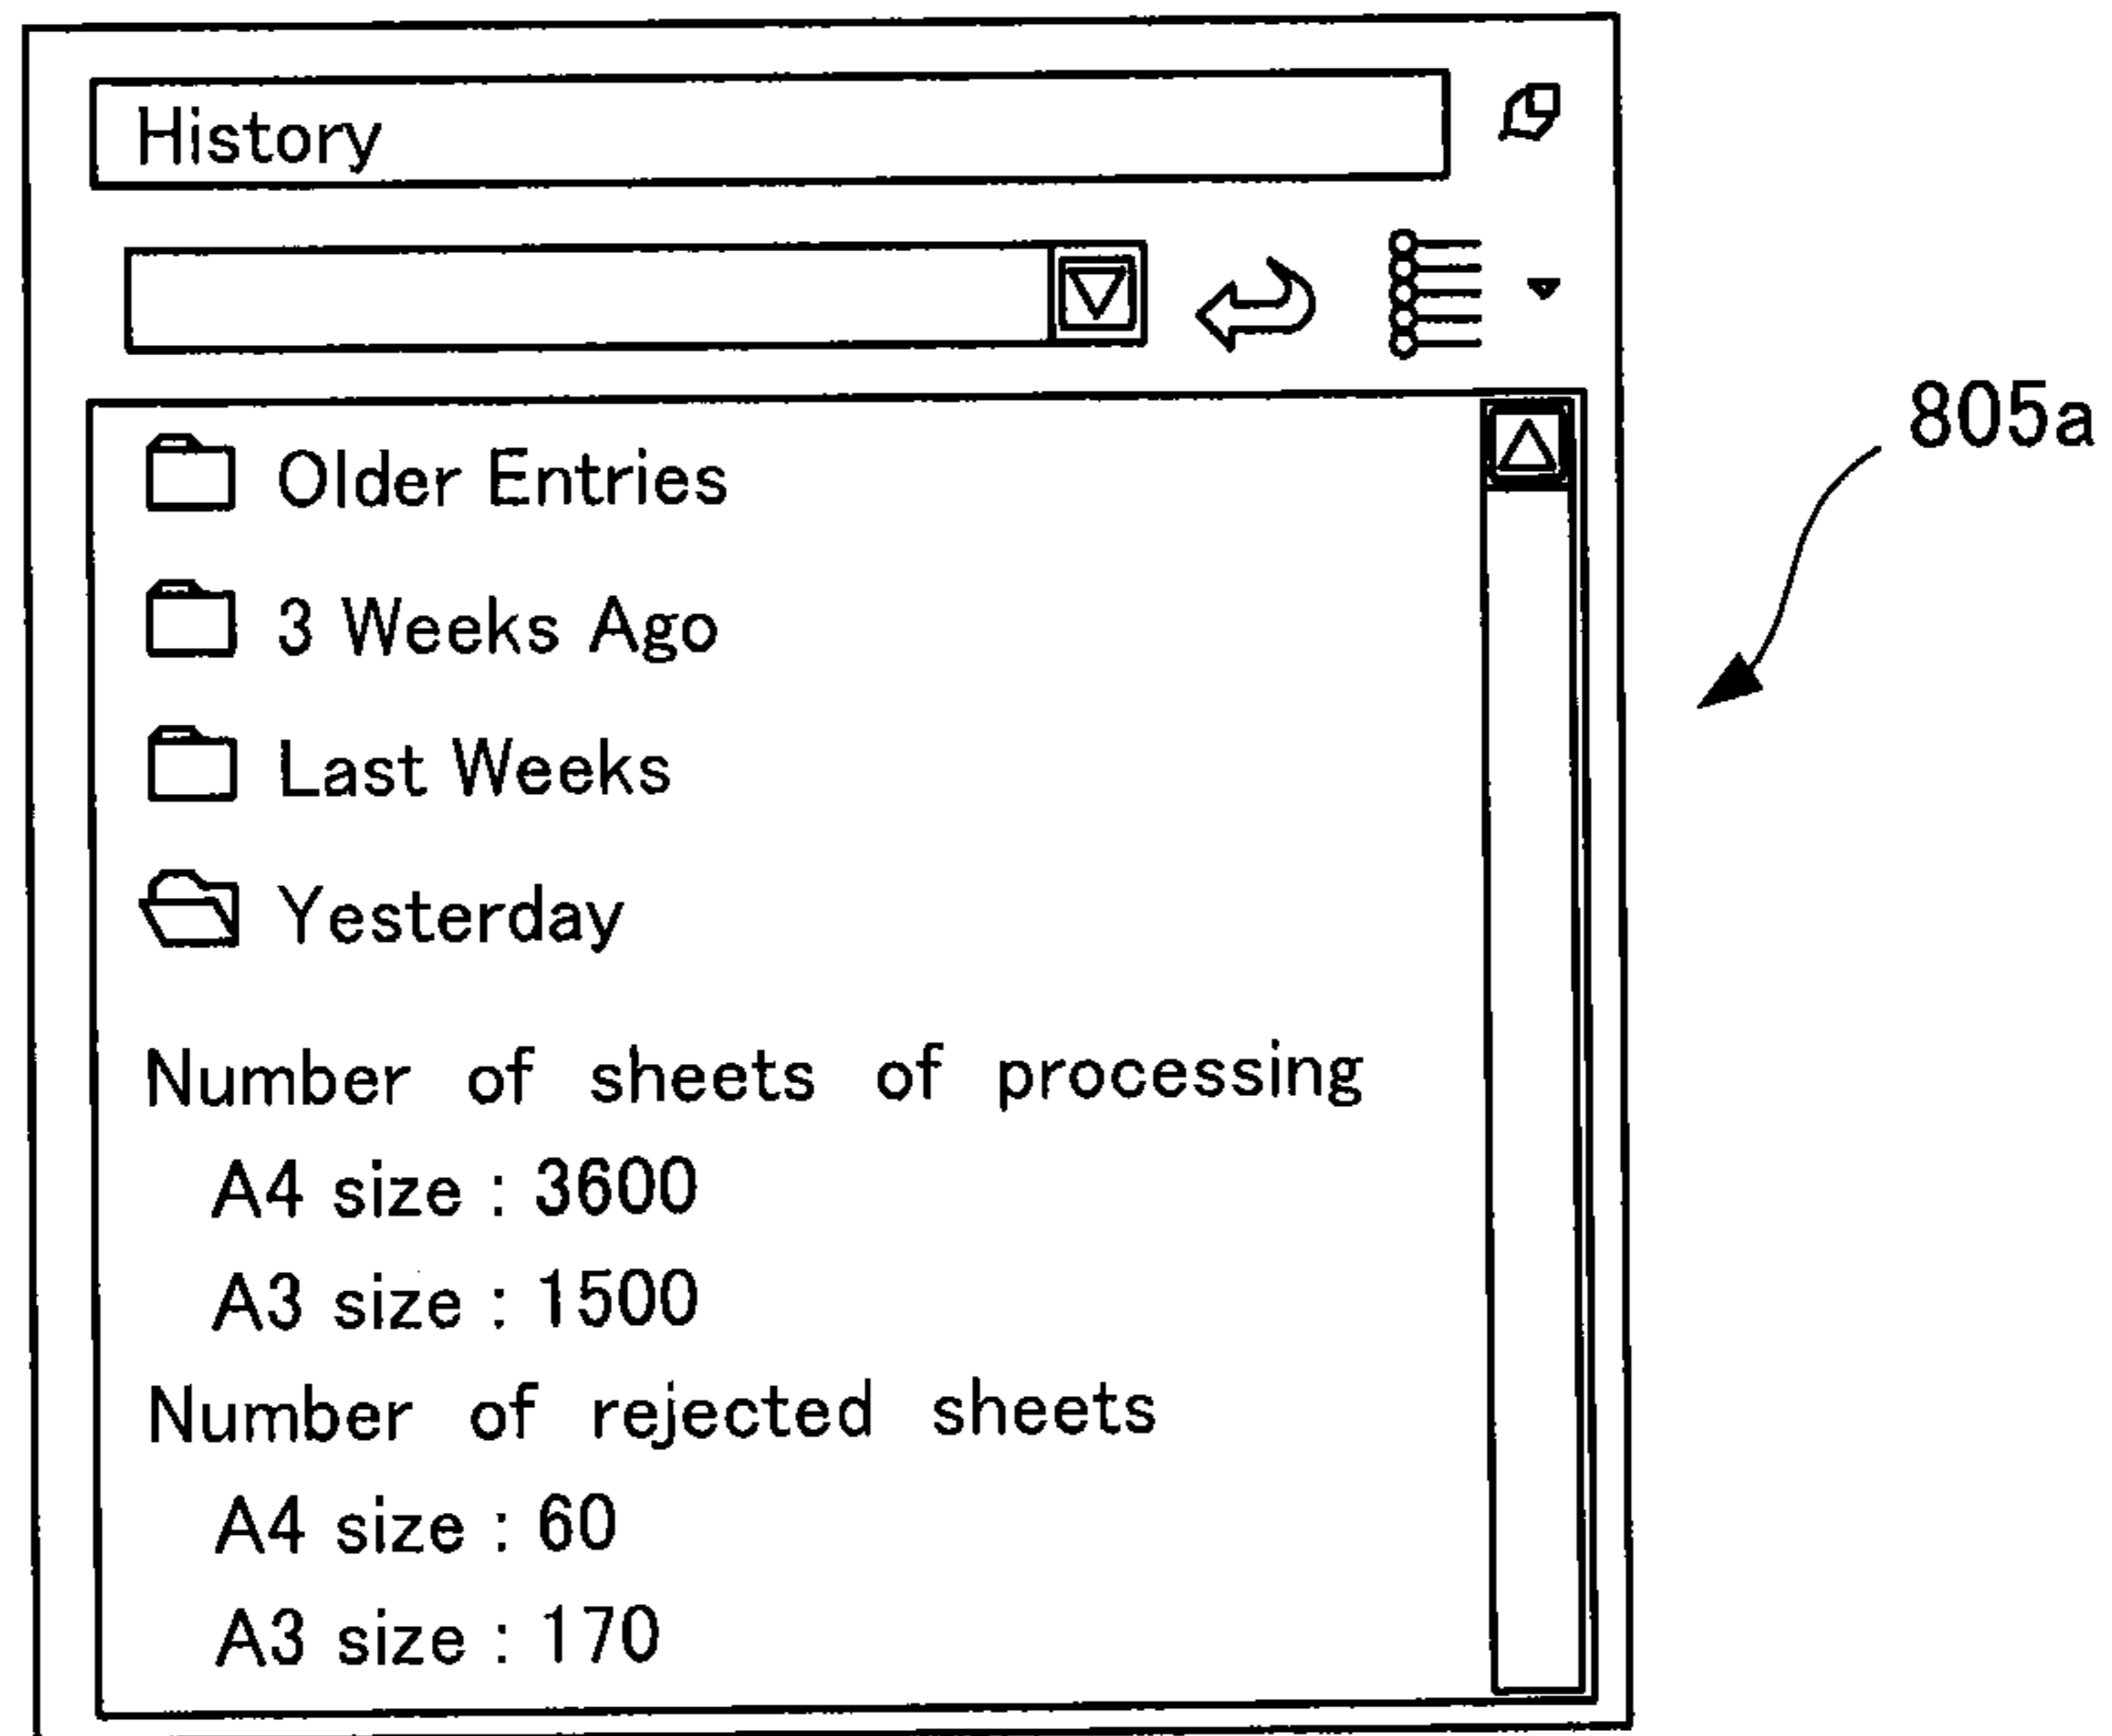 History
805a
Older Entries
3 Weeks Ago
Last Weeks
Yesterday
Number of sheets of processing
A4 size : 3600
A3 size : 1500
Number of rejected sheets
A4 size : 60
A3 size : 170